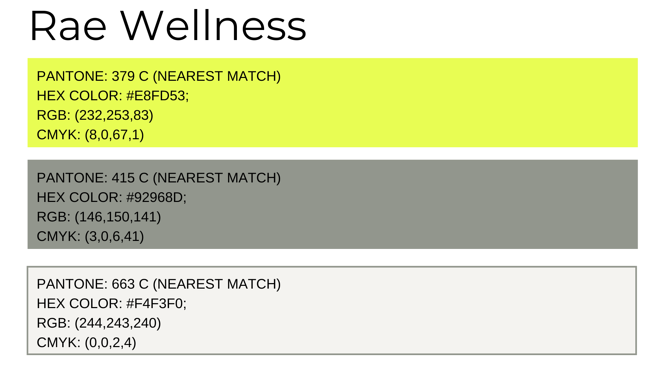 Rae Wellness
PANTONE: 379 C (NEAREST MATCH)
HEX COLOR: #E8FD53;
RGB: (232,253,83)
CMYK: (8,0,67,1)
PANTONE: 415 C (NEAREST MATCH)
HEX COLOR: #92968D;
RGB: (146,150,141)
CMYK: (3,0,6,41)
PANTONE: 663 C (NEAREST MATCH)
HEX COLOR: #F4F3F0;
RGB: (244,243,240)
CMYK: (0,0,2,4)